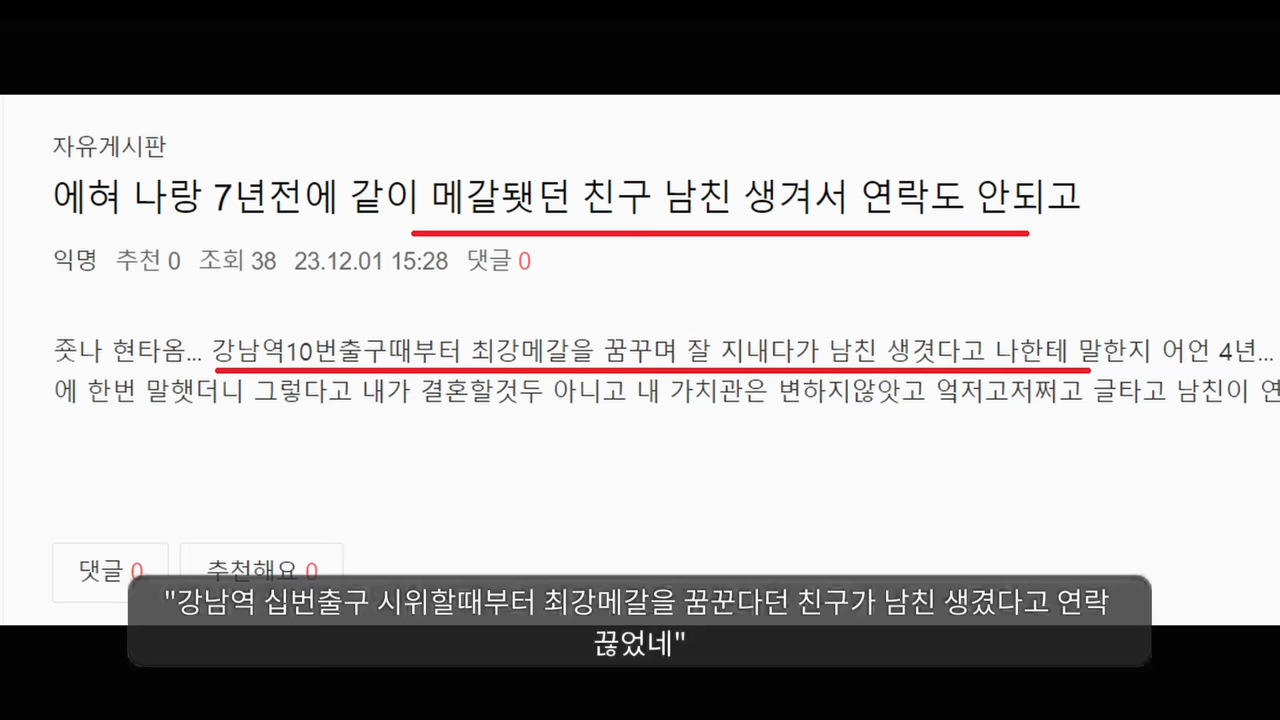 자유게시판
에혀 나랑 7년전에 같이 메갈됏던 친구 남친 생겨서 연락도 안되고
익명 추천 0 조회 38 23.12.01 15:28 댓글 0
좃나 현타옴... 강남역10번출구때부터 최강메갈을 꿈꾸며 잘 지내다가 남친 생겻다고 나한테 말한지 어언 4년...
에 한번 말햇더니 그렇다고 내가 결혼할것두 아니고 내 가치관은 변하지않앗고 엌저고저쩌고 글타고 남친이 연
댓글 0 추천해요 0
"강남역 십번출구 시위할때부터 최강메갈을 꿈꾼다던 친구가 남친 생겼다고 연락
끊었네"